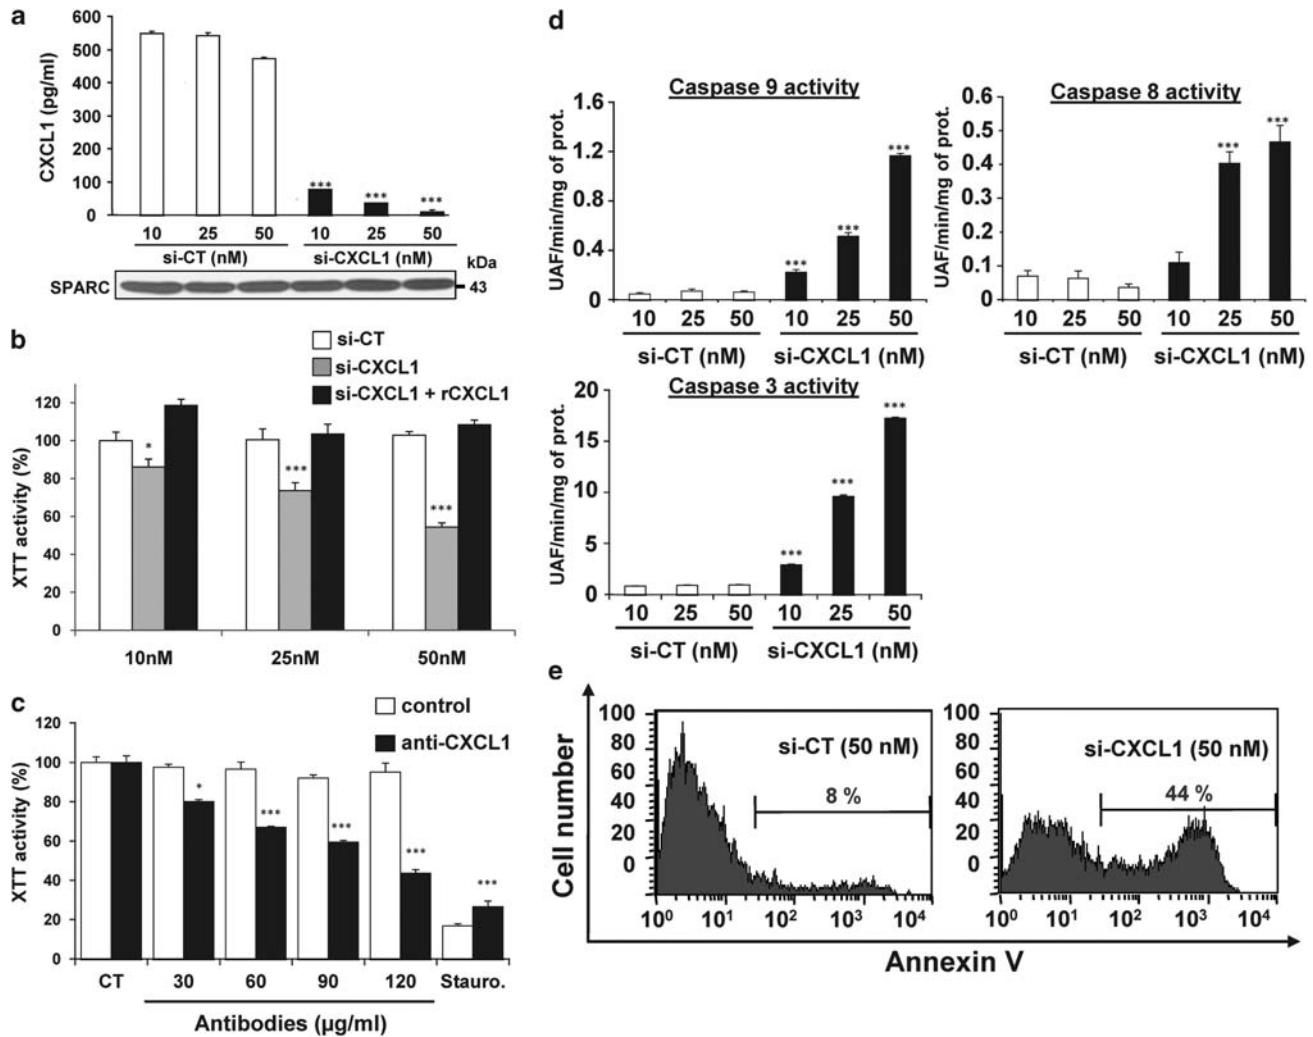 a
600
500
400
300
200
100
0
CXCL1 (pg/ml)
*** *** ***
10 25 50 10 25 50
si-CT (nM) si-CXCL1 (nM)
kDa
SPARC 43
b
si-CT
si-CXCL1
si-CXCL1 + rCXCL1
120
100
80
60
40
20
0
XTT activity (%)
* *** ***
10nM 25nM 50nM
c
control
anti-CXCL1
120
100
80
60
40
20
0
XTT activity (%)
* *** *** *** ***
CT 30 60 90 120 Stauro.
Antibodies (µg/ml)
d
Caspase 9 activity
1.6
1.2
0.8
0.4
0
UAF/min/mg of prot.
*** *** ***
10 25 50 10 25 50
si-CT (nM) si-CXCL1 (nM)
Caspase 8 activity
0.6
0.5
0.4
0.3
0.2
0.1
0
UAF/min/mg of prot.
*** ***
10 25 50 10 25 50
si-CT (nM) si-CXCL1 (nM)
Caspase 3 activity
20
15
10
5
0
UAF/min/mg of prot.
*** *** ***
10 25 50 10 25 50
si-CT (nM) si-CXCL1 (nM)
e
Cell number
100
80
60
40
20
0
si-CT (50 nM)
8 %
10⁰ 10¹ 10² 10³ 10⁴
100
80
60
40
20
0
si-CXCL1 (50 nM)
44 %
10⁰ 10¹ 10² 10³ 10⁴
Annexin V